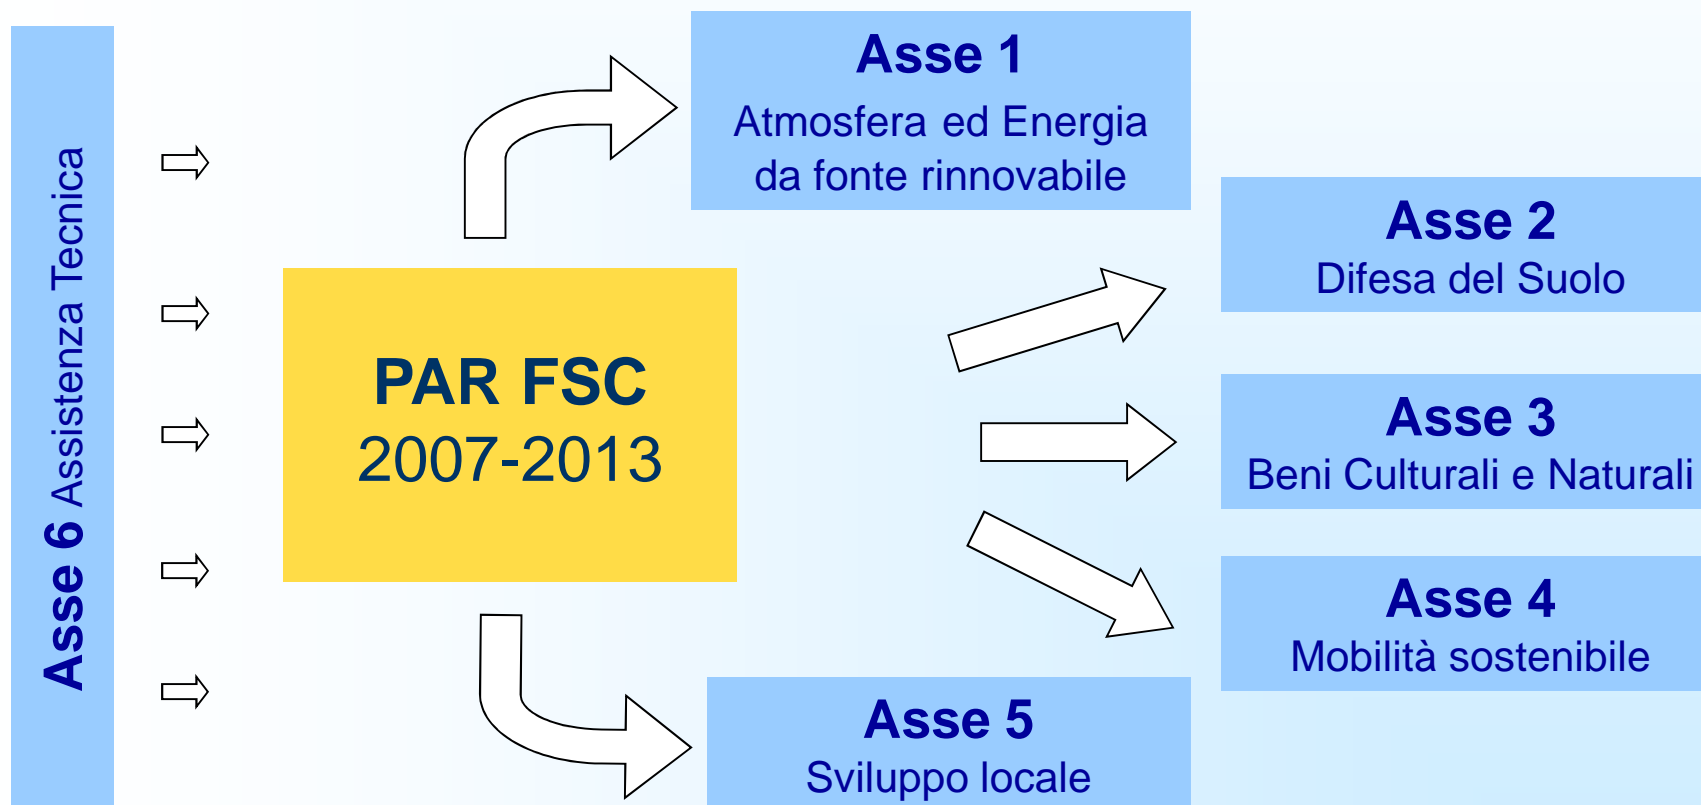 Asse 6 Assistenza Tecnica
PAR FSC
2007-2013
Asse 1
Atmosfera ed Energia
da fonte rinnovabile
Asse 2
Difesa del Suolo
Asse 3
Beni Culturali e Naturali
Asse 4
Mobilità sostenibile
Asse 5
Sviluppo locale